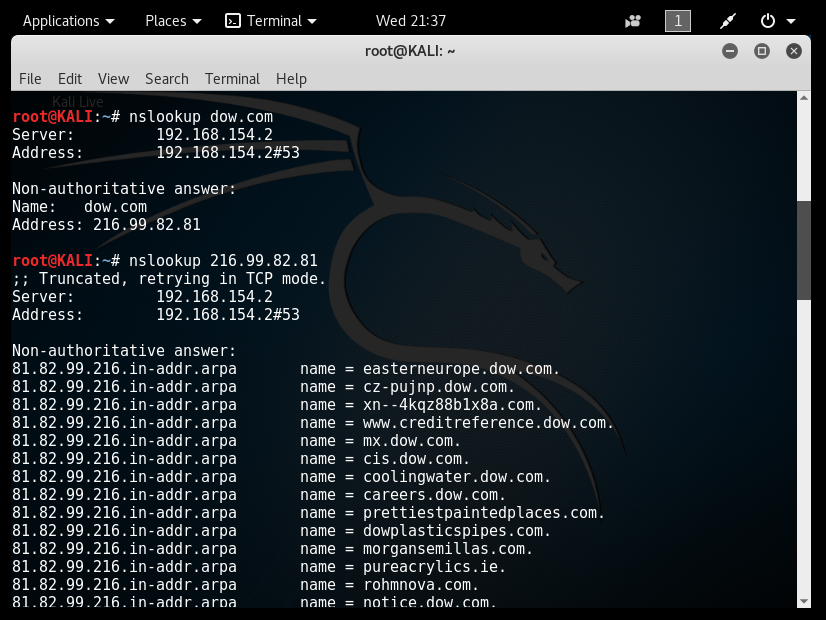 Applications Places Terminal Wed 21:37 1
root@KALI: ~
File Edit View Search Terminal Help
Kali Live
root@KALI:~# nslookup dow.com
Server: 192.168.154.2
Address: 192.168.154.2#53
Non-authoritative answer:
Name: dow.com
Address: 216.99.82.81
root@KALI:~# nslookup 216.99.82.81
;; Truncated, retrying in TCP mode.
Server: 192.168.154.2
Address: 192.168.154.2#53
Non-authoritative answer:
81.82.99.216.in-addr.arpa name = easterneurope.dow.com.
81.82.99.216.in-addr.arpa name = cz-pujnp.dow.com.
81.82.99.216.in-addr.arpa name = xn--4kqz88b1x8a.com.
81.82.99.216.in-addr.arpa name = www.creditreference.dow.com.
81.82.99.216.in-addr.arpa name = mx.dow.com.
81.82.99.216.in-addr.arpa name = cis.dow.com.
81.82.99.216.in-addr.arpa name = coolingwater.dow.com.
81.82.99.216.in-addr.arpa name = careers.dow.com.
81.82.99.216.in-addr.arpa name = prettiestpaintedplaces.com.
81.82.99.216.in-addr.arpa name = dowplasticspipes.com.
81.82.99.216.in-addr.arpa name = morgansemillas.com.
81.82.99.216.in-addr.arpa name = pureacrylics.ie.
81.82.99.216.in-addr.arpa name = rohmnova.com.
81.82.99.216.in-addr.arpa name = notice.dow.com.